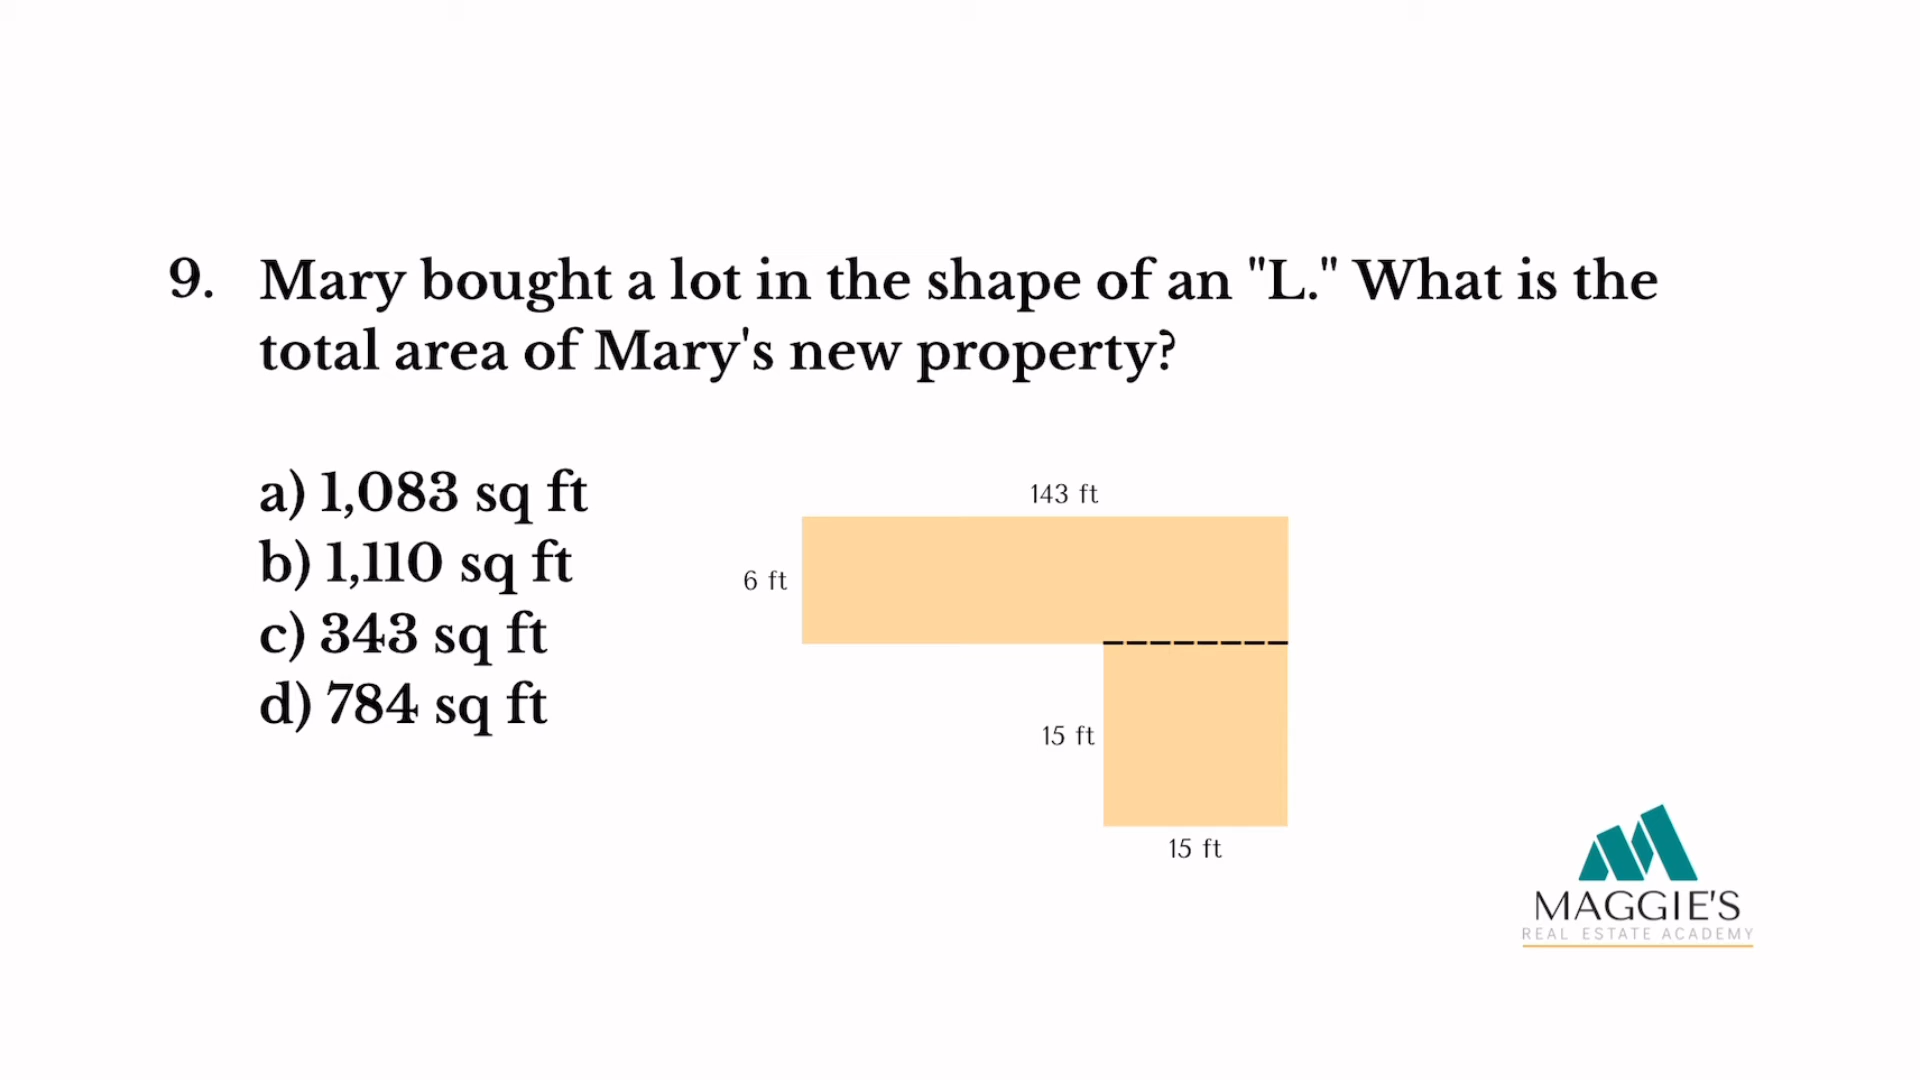 9. Mary bought a lot in the shape of an "L." What is the
total area of Mary's new property?
a) 1,083 sq ft
b) 1,110 sq ft
c) 343 sq ft
d) 784 sq ft
143 ft
6 ft
15 ft
15 ft
MAGGIE'S
REAL ESTATE ACADEMY